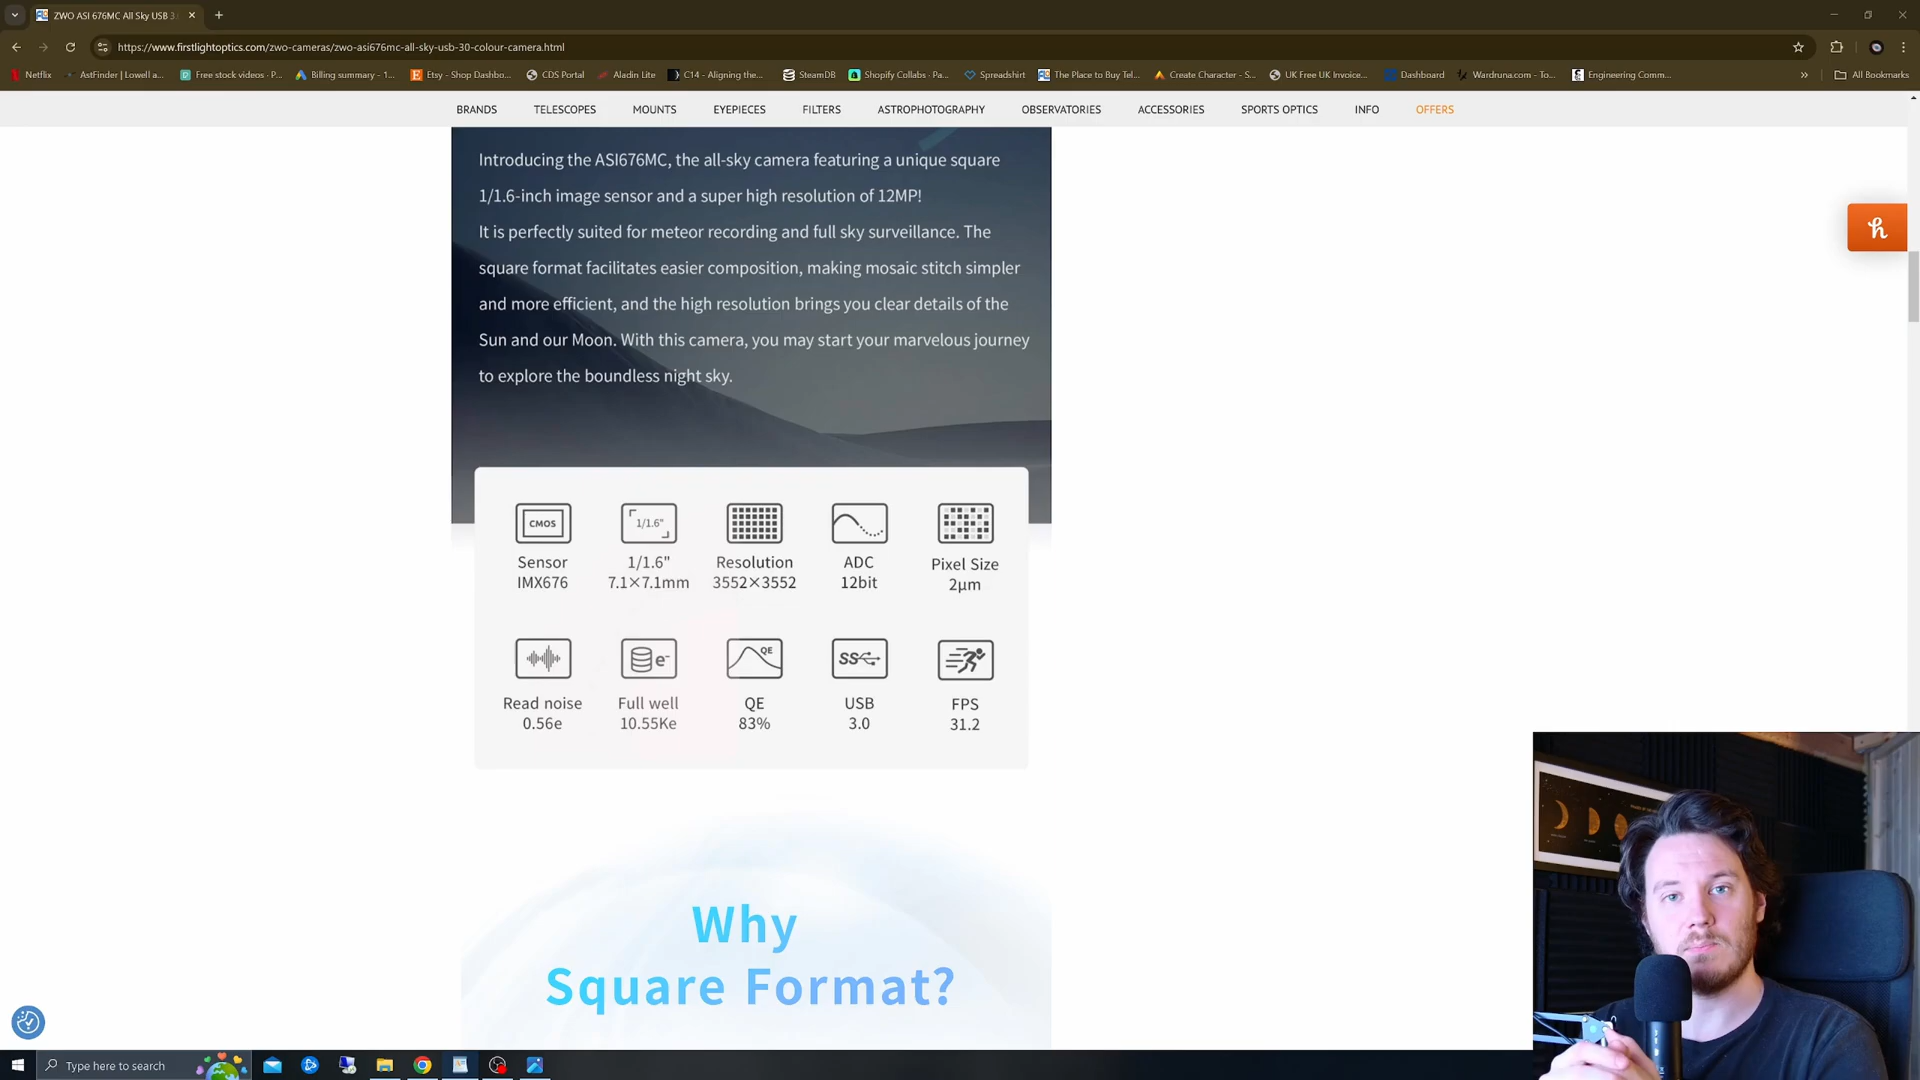 ZWO ASI 676MC All Sky USB 3.
https://www.firstlightoptics.com/zwo-cameras/zwo-asi676mc-all-sky-usb-30-colour-camera.html
Netflix
AstFinder | Lowell a...
Free stock videos - P...
Billing summary - 1...
Etsy - Shop Dashbo...
CDS Portal
Aladin Lite
C14 - Aligning the...
SteamDB
Shopify Collabs - Pa...
Spreadshirt
The Place to Buy Tel...
Create Character - S...
UK Free UK Invoice...
Dashboard
Wardruna.com - To...
Engineering Comm...
All Bookmarks
BRANDS TELESCOPES MOUNTS EYEPIECES FILTERS ASTROPHOTOGRAPHY OBSERVATORIES ACCESSORIES SPORTS OPTICS INFO OFFERS
Introducing the ASI676MC, the all-sky camera featuring a unique square
1/1.6-inch image sensor and a super high resolution of 12MP!
It is perfectly suited for meteor recording and full sky surveillance. The
square format facilitates easier composition, making mosaic stitch simpler
and more efficient, and the high resolution brings you clear details of the
Sun and our Moon. With this camera, you may start your marvelous journey
to explore the boundless night sky.
CMOS
1/1.6"
Sensor
IMX676
1/1.6"
7.1×7.1mm
Resolution
3552×3552
ADC
12bit
Pixel Size
2μm
e-
QE
SS
Read noise
0.56e
Full well
10.55Ke
QE
83%
USB
3.0
FPS
31.2
Why
Square Format?
Type here to search